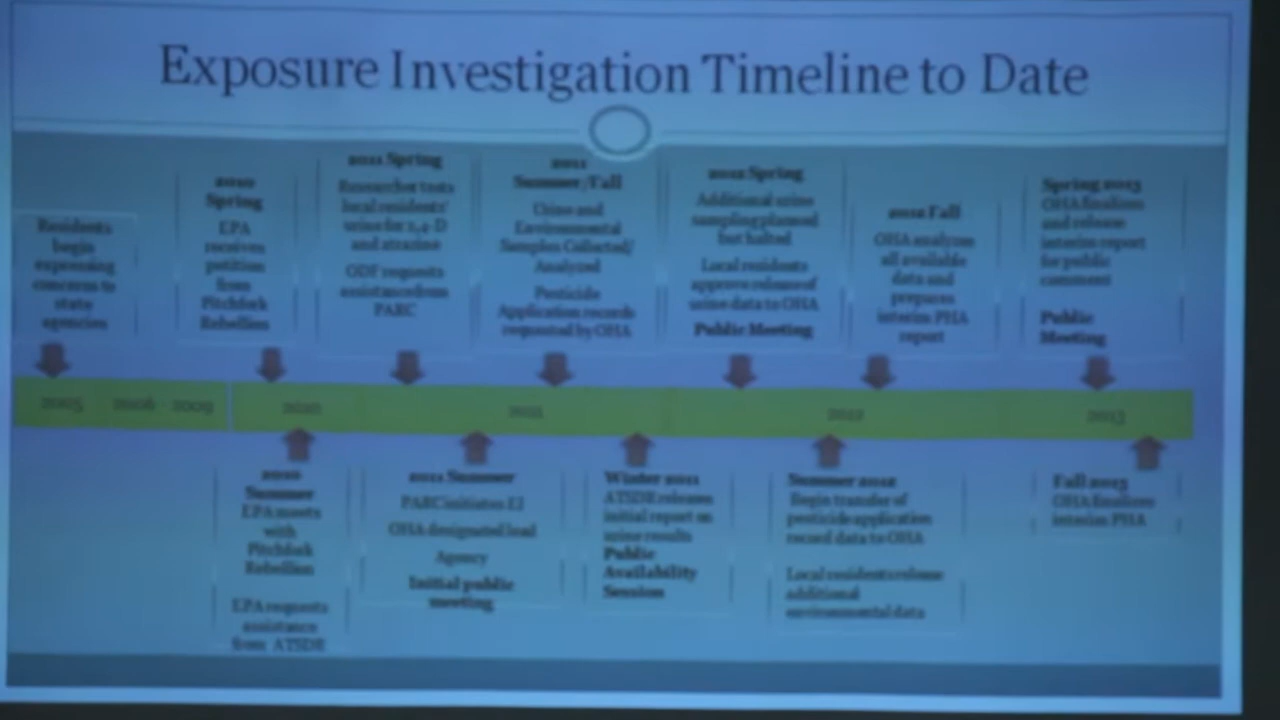 Exposure Investigation Timeline to Date
Residents
begin
expressing
concerns to
state
agencies
2010
Spring
EPA
receives
petition
from
Pitchfork
Rebellion
2011 Spring
Researcher tests
local residents'
urine for 2,4-D
and atrazine
ODF requests
assistance from
PARC
2011
Summer/Fall
Urine and
Environmental
Samples Collected/
Analyzed
Pesticide
Application records
requested by OHA
2012 Spring
Additional urine
sampling planned
but halted
Local residents
approve release of
urine data to OHA
Public Meeting
2012 Fall
OHA analyzes
all available
data and
prepares
interim PHA
report
Spring 2013
OHA finalizes
and release
interim report
for public
comment
Public
Meeting
2005
2006 - 2009
2010
2011
2012
2013
2010
Summer
EPA meets
with
Pitchfork
Rebellion
EPA requests
assistance
from ATSDR
2011 Summer
PARC initiates EI
OHA designated lead
Agency
Initial public
meeting
Winter 2011
ATSDR releases
initial report on
urine results
Public
Availability
Session
Summer 2012
Begin transfer of
pesticide application
record data to OHA
Local residents release
additional
environmental data
Fall 2013
OHA finalizes
interim PHA